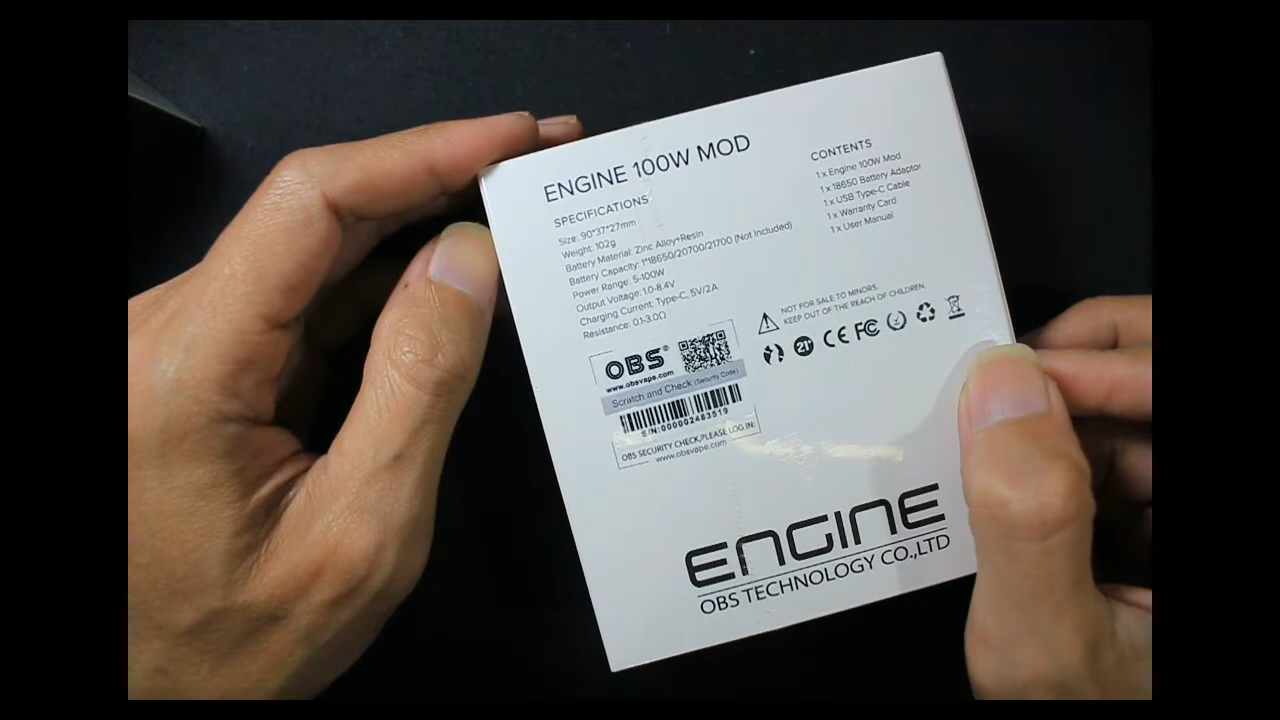 ENGINE 100W MOD
SPECIFICATIONS
Size: 90*37*27mm
Weight: 102g
Battery Material: Zinc Alloy+Resin
Battery Capacity: 1*18650/20700/21700 (Not Included)
Power Range: 5-100W
Output Voltage: 1.0-8.4V
Charging Current: Type-C, 5V/2A
Resistance: 0.1-3.0Ω
CONTENTS
1 x Engine 100W Mod
1 x 18650 Battery Adaptor
1 x USB Type-C Cable
1 x Warranty Card
1 x User Manual
NOT FOR SALE TO MINORS.
KEEP OUT OF THE REACH OF CHILDREN.
21+ CE FC
OBS®
www.obsvape.com
Scratch and Check (Security Code)
S/N:000002483519
OBS SECURITY CHECK,PLEASE LOG IN:
www.obsvape.com
ENGINE
OBS TECHNOLOGY CO.,LTD